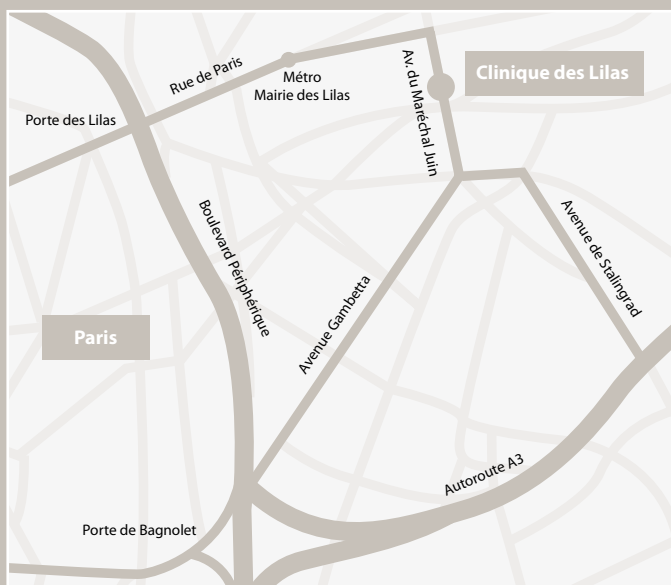 Rue de Paris
Métro
Mairie des Lilas
Av. du Maréchal Juin
Clinique des Lilas
Porte des Lilas
Boulevard Périphérique
Avenue de Stalingrad
Avenue Gambetta
Paris
Autoroute A3
Porte de Bagnolet